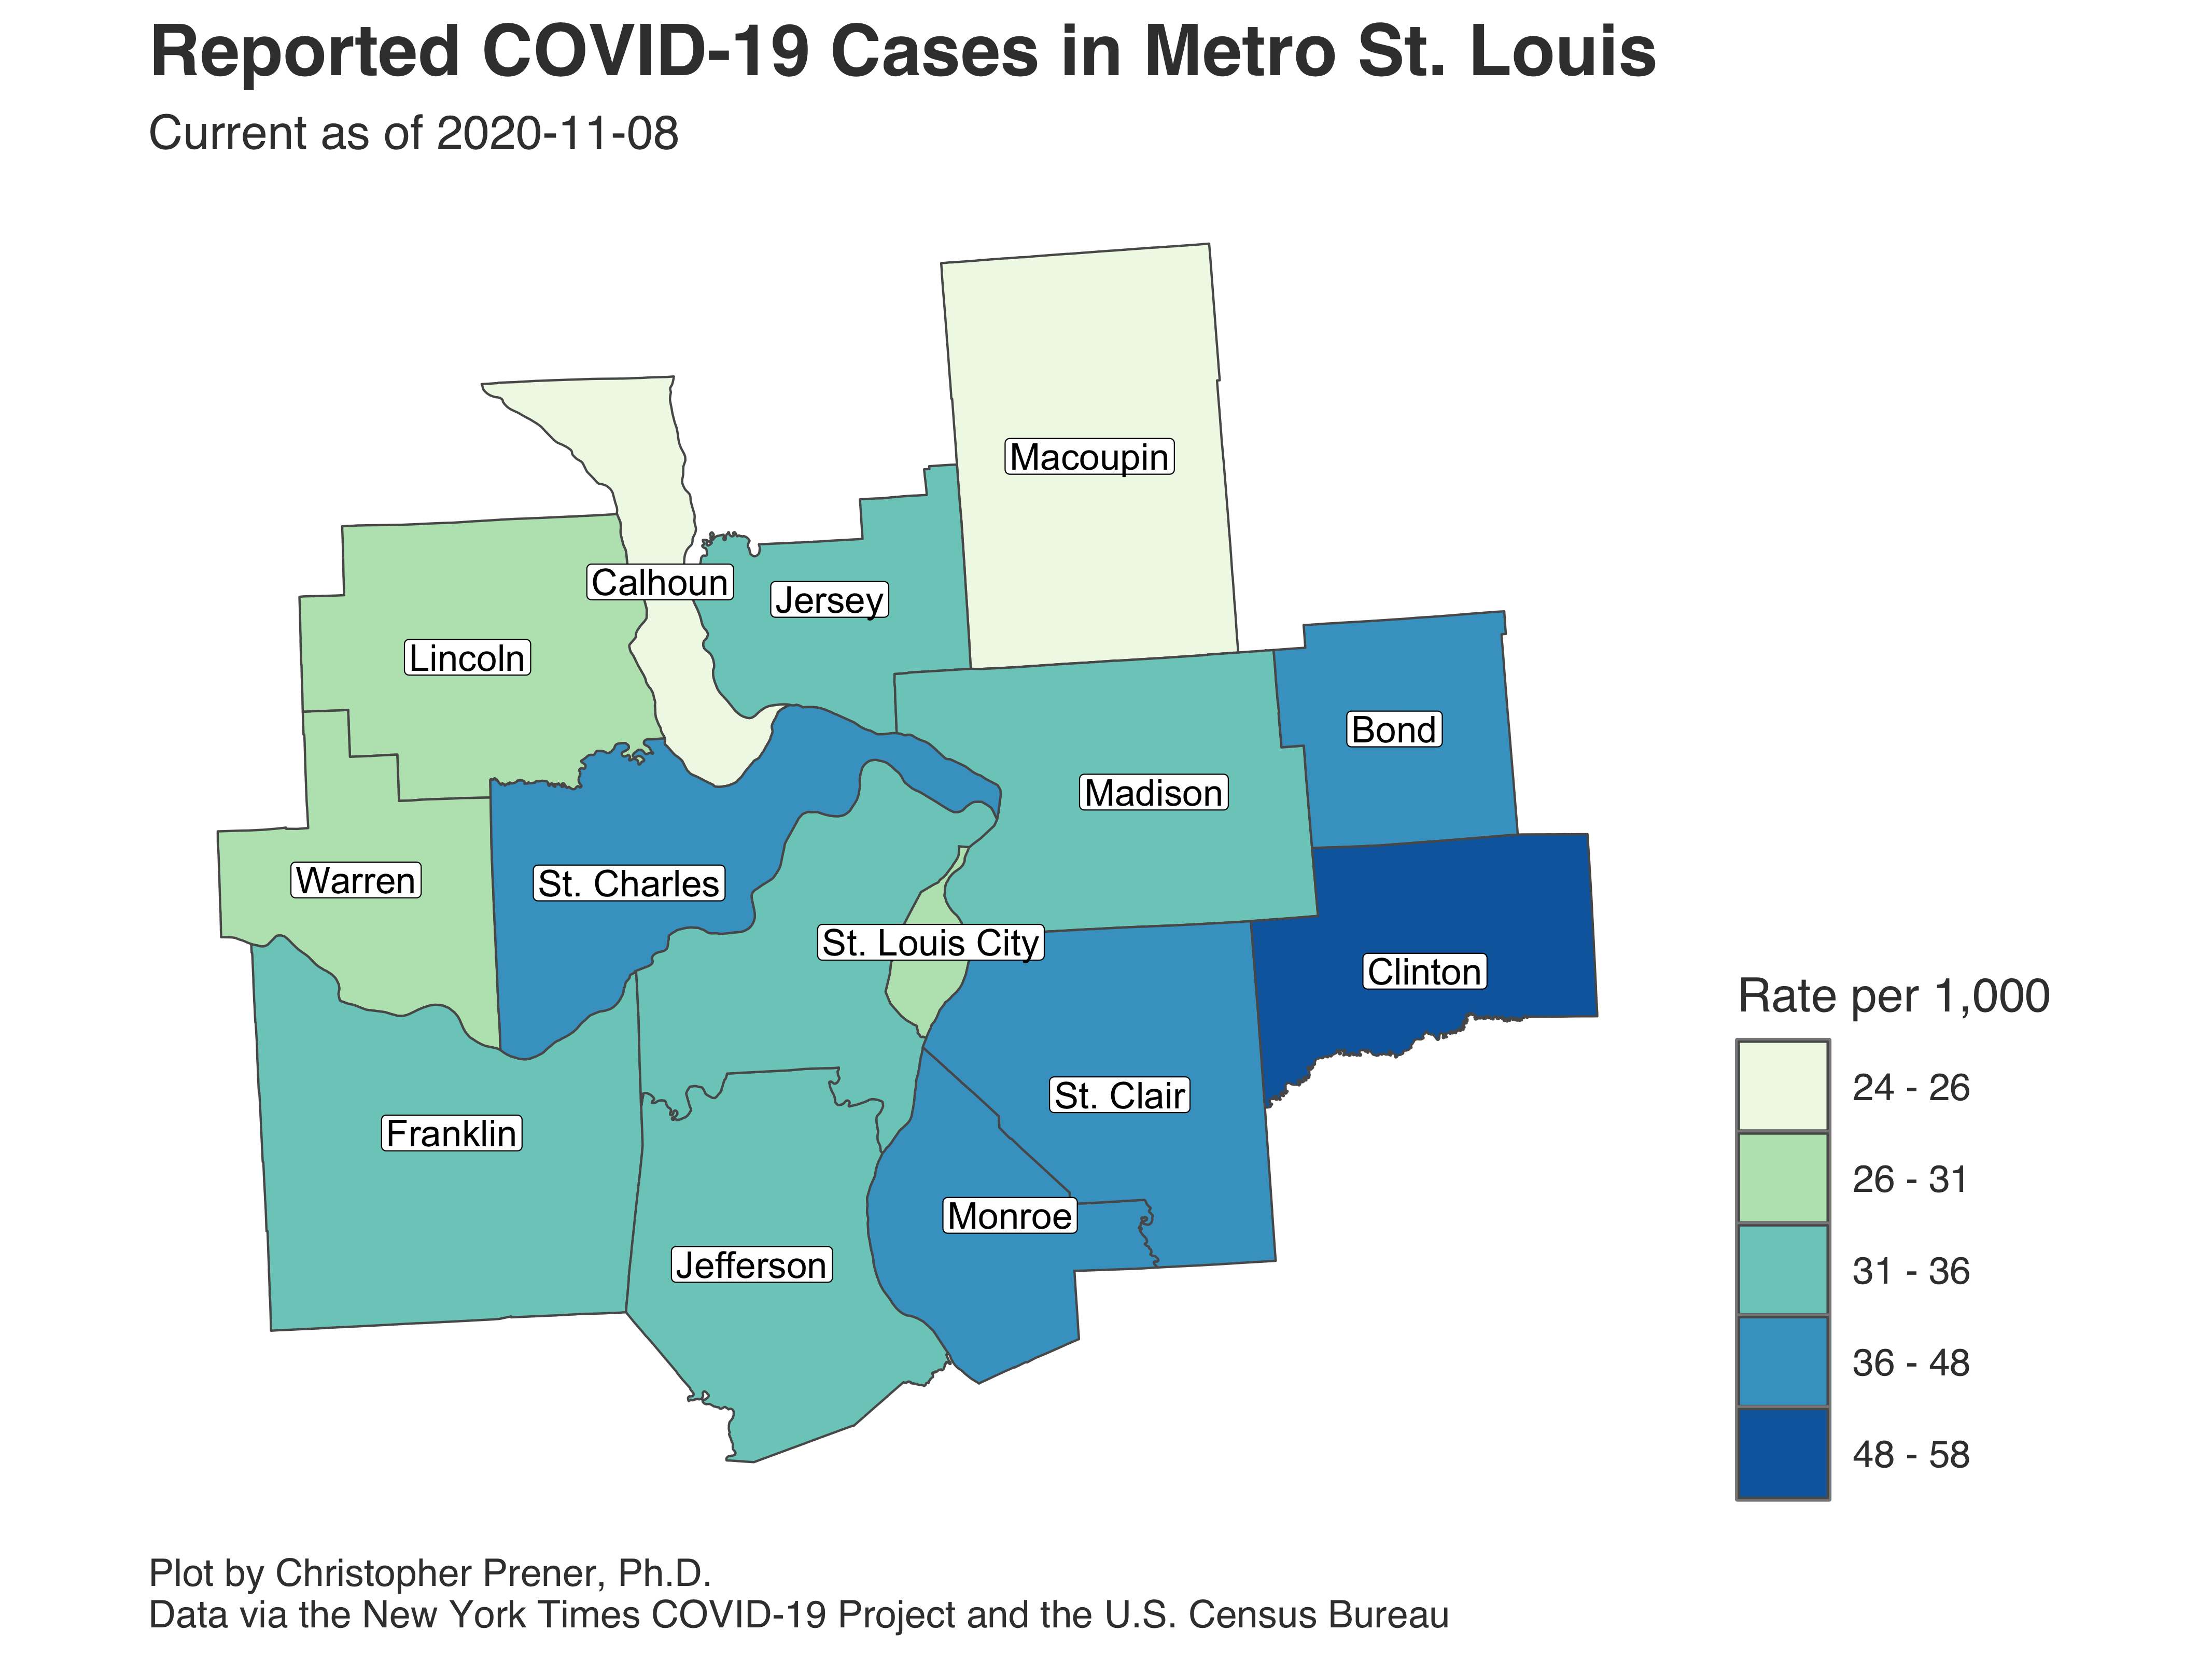 Reported COVID-19 Cases in Metro St. Louis
Current as of 2020-11-08
Macoupin
Calhoun
Jersey
Lincoln
Bond
Madison
Warren
St. Charles
St. Louis City
Clinton
St. Clair
Franklin
Monroe
Jefferson
Rate per 1,000
24 - 26
26 - 31
31 - 36
36 - 48
48 - 58
Plot by Christopher Prener, Ph.D.
Data via the New York Times COVID-19 Project and the U.S. Census Bureau